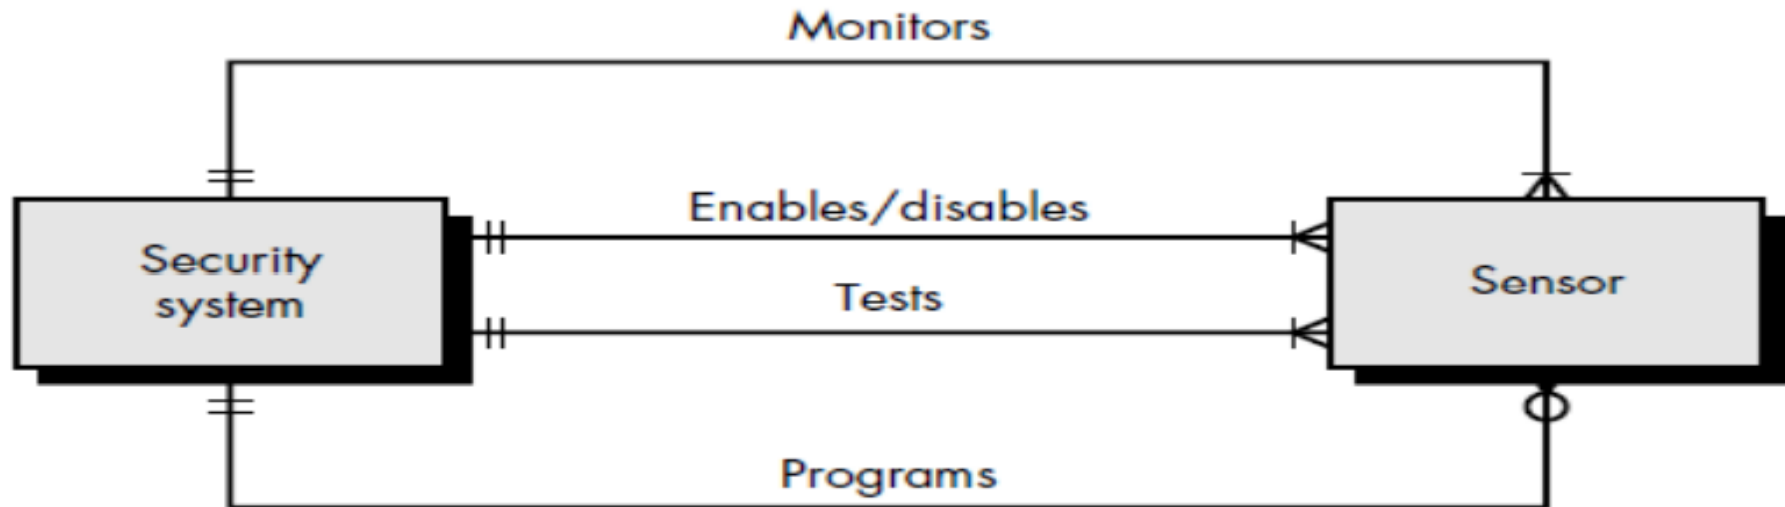 Monitors
Enables/disables
Security
system
Tests
Sensor
Programs